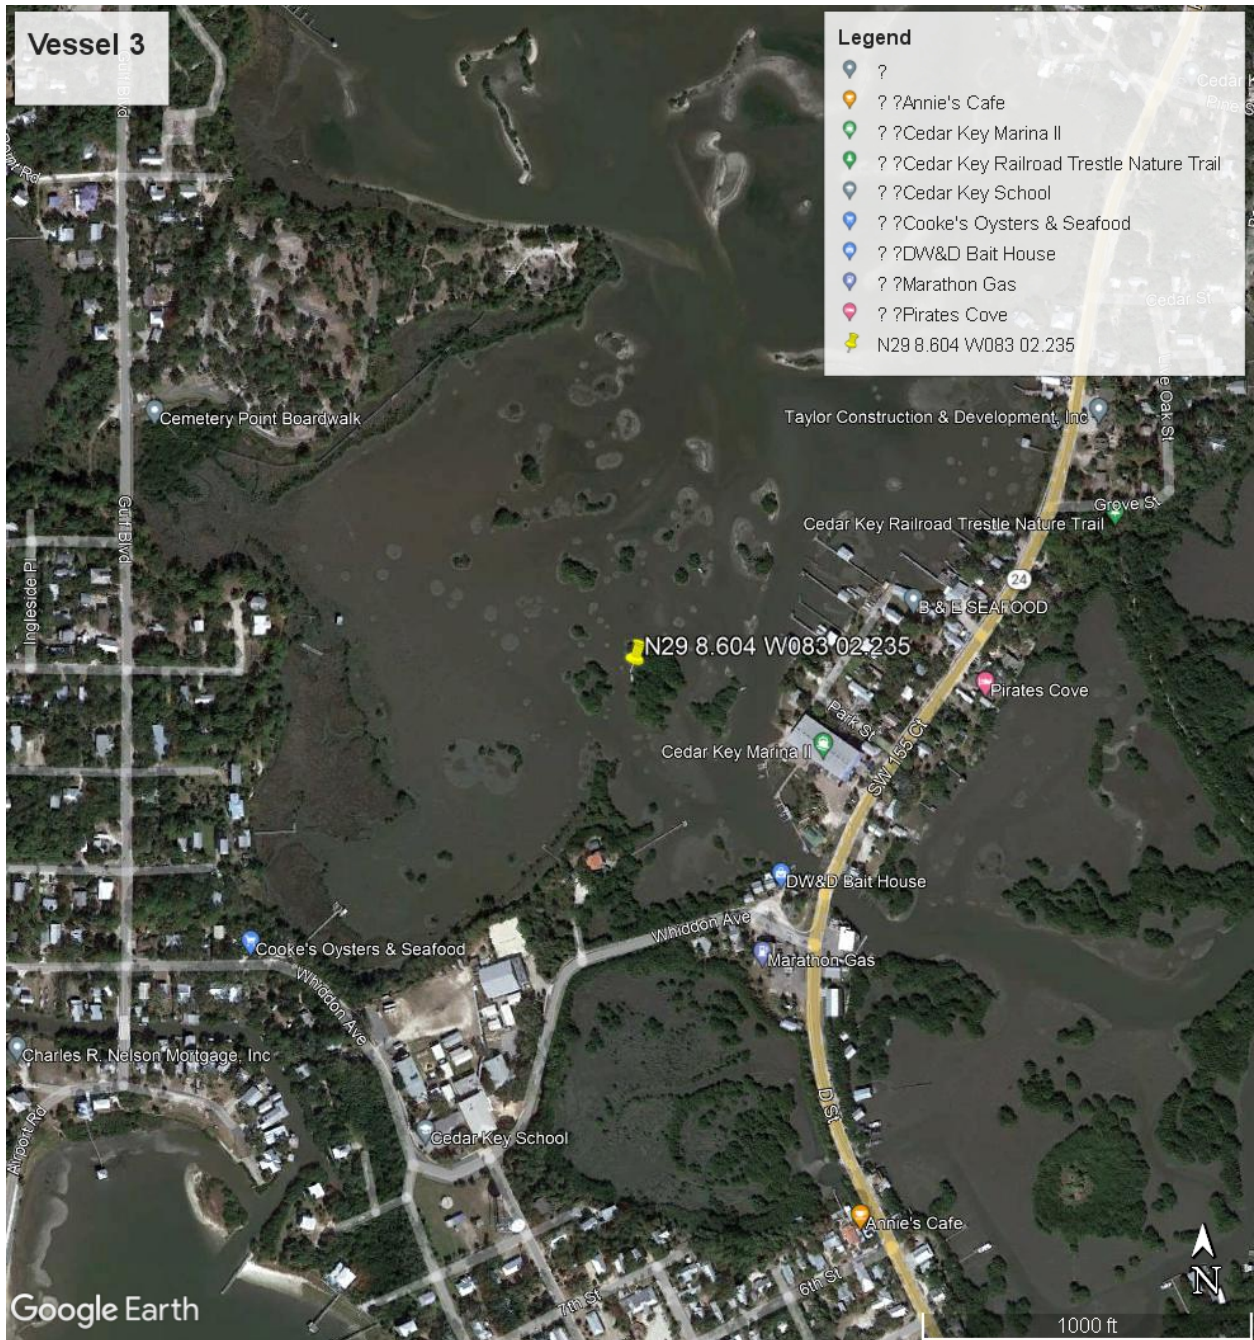 Vessel 3
Legend
?
? ?Annie's Cafe
? ?Cedar Key Marina II
? ?Cedar Key Railroad Trestle Nature Trail
? ?Cedar Key School
? ?Cooke's Oysters & Seafood
? ?DW&D Bait House
? ?Marathon Gas
? ?Pirates Cove
N29 8.604 W083 02.235
Cedar St
Cemetery Point Boardwalk
Taylor Construction & Development, Inc
Oak St
Gulf Blvd
Grove St
Cedar Key Railroad Trestle Nature Trail
24
Ingleside Pl
B & E SEAFOOD
N29 8.604 W083 02.235
Pirates Cove
Park St
Cedar Key Marina II
SW 155 Ct
DW&D Bait House
Whiddon Ave
Cooke's Oysters & Seafood
Marathon Gas
Whiddon Ave
Charles R. Nelson Mortgage, Inc
Airport Rd
D St
Cedar Key School
Annie's Cafe
6th St
7th St
N
Google Earth
1000 ft